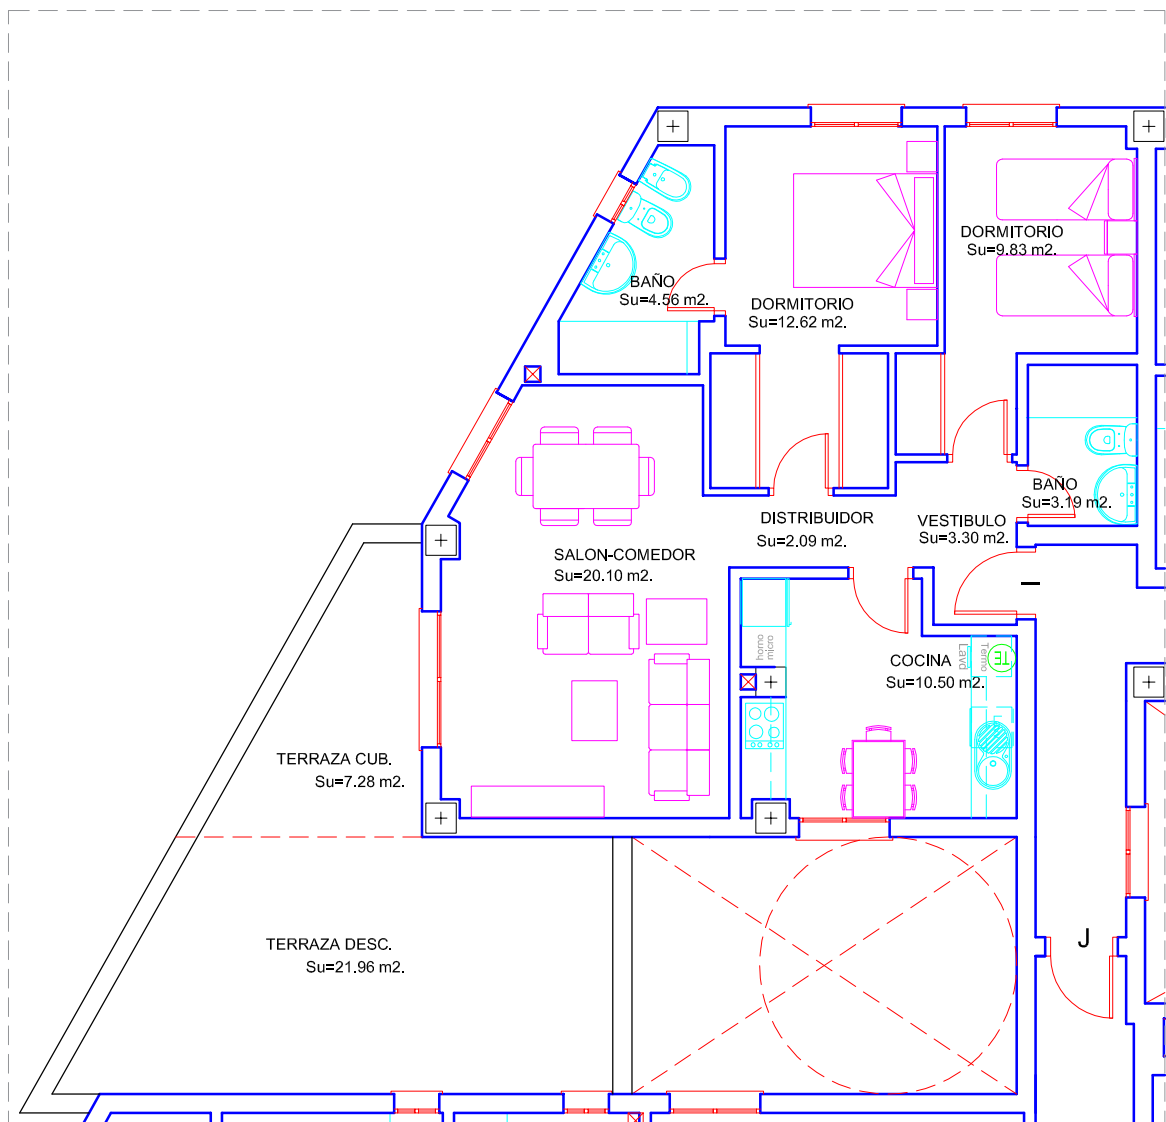 DORMITORIO
Su=9.83 m2.
BAÑO
Su=4.56 m2.
DORMITORIO
Su=12.62 m2.
BAÑO
Su=3.19 m2.
DISTRIBUIDOR
Su=2.09 m2.
VESTIBULO
Su=3.30 m2.
SALON-COMEDOR
Su=20.10 m2.
I
horno
micro
COCINA
Su=10.50 m2.
Termo
Lavd
TE
TERRAZA CUB.
Su=7.28 m2.
TERRAZA DESC.
Su=21.96 m2.
J